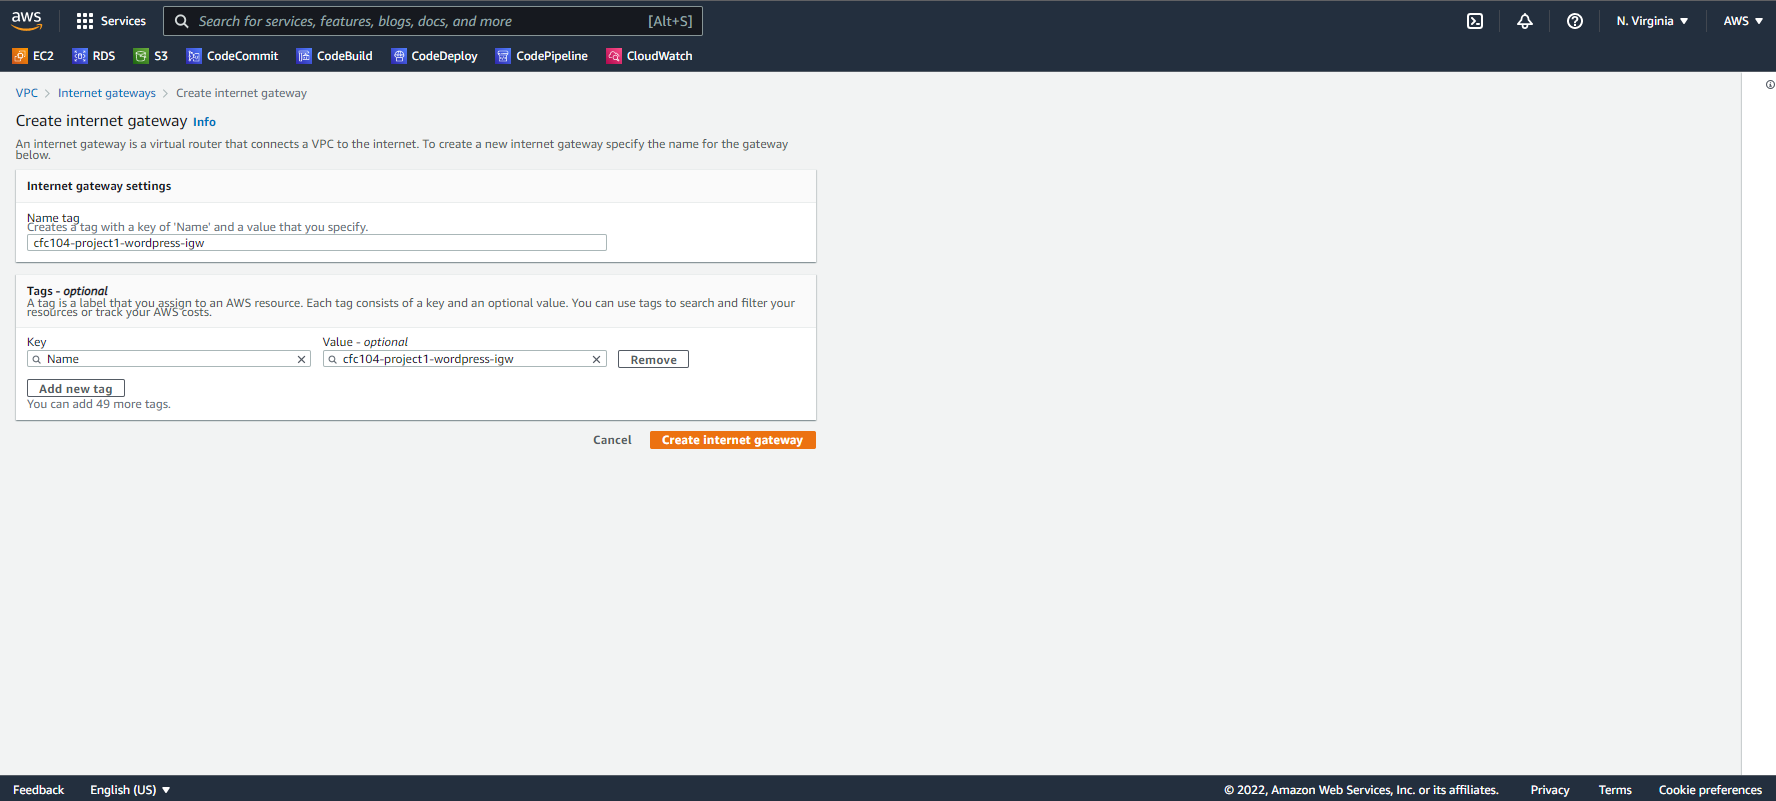 aws
Services
Search for services, features, blogs, docs, and more
[Alt+S]
N. Virginia
AWS
EC2
RDS
S3
CodeCommit
CodeBuild
CodeDeploy
CodePipeline
CloudWatch
VPC > Internet gateways > Create internet gateway
Create internet gateway Info
An internet gateway is a virtual router that connects a VPC to the internet. To create a new internet gateway specify the name for the gateway
below.
Internet gateway settings
Name tag
Creates a tag with a key of 'Name' and a value that you specify.
cfc104-project1-wordpress-igw
Tags - optional
A tag is a label that you assign to an AWS resource. Each tag consists of a key and an optional value. You can use tags to search and filter your
resources or track your AWS costs.
Key
Value - optional
Name
cfc104-project1-wordpress-igw
Remove
Add new tag
You can add 49 more tags.
Cancel
Create internet gateway
Feedback
English (US)
© 2022, Amazon Web Services, Inc. or its affiliates.
Privacy
Terms
Cookie preferences